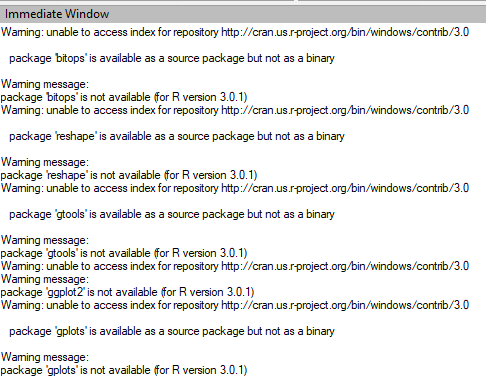 Immediate Window
Warning: unable to access index for repository http://cran.us.r-project.org/bin/windows/contrib/3.0
package 'bitops' is available as a source package but not as a binary
Warning message:
package 'bitops' is not available (for R version 3.0.1)
Warning: unable to access index for repository http://cran.us.r-project.org/bin/windows/contrib/3.0
package 'reshape' is available as a source package but not as a binary
Warning message:
package 'reshape' is not available (for R version 3.0.1)
Warning: unable to access index for repository http://cran.us.r-project.org/bin/windows/contrib/3.0
package 'gtools' is available as a source package but not as a binary
Warning message:
package 'gtools' is not available (for R version 3.0.1)
Warning: unable to access index for repository http://cran.us.r-project.org/bin/windows/contrib/3.0
Warning message:
package 'ggplot2' is not available (for R version 3.0.1)
Warning: unable to access index for repository http://cran.us.r-project.org/bin/windows/contrib/3.0
package 'gplots' is available as a source package but not as a binary
Warning message:
package 'gplots' is not available (for R version 3.0.1)